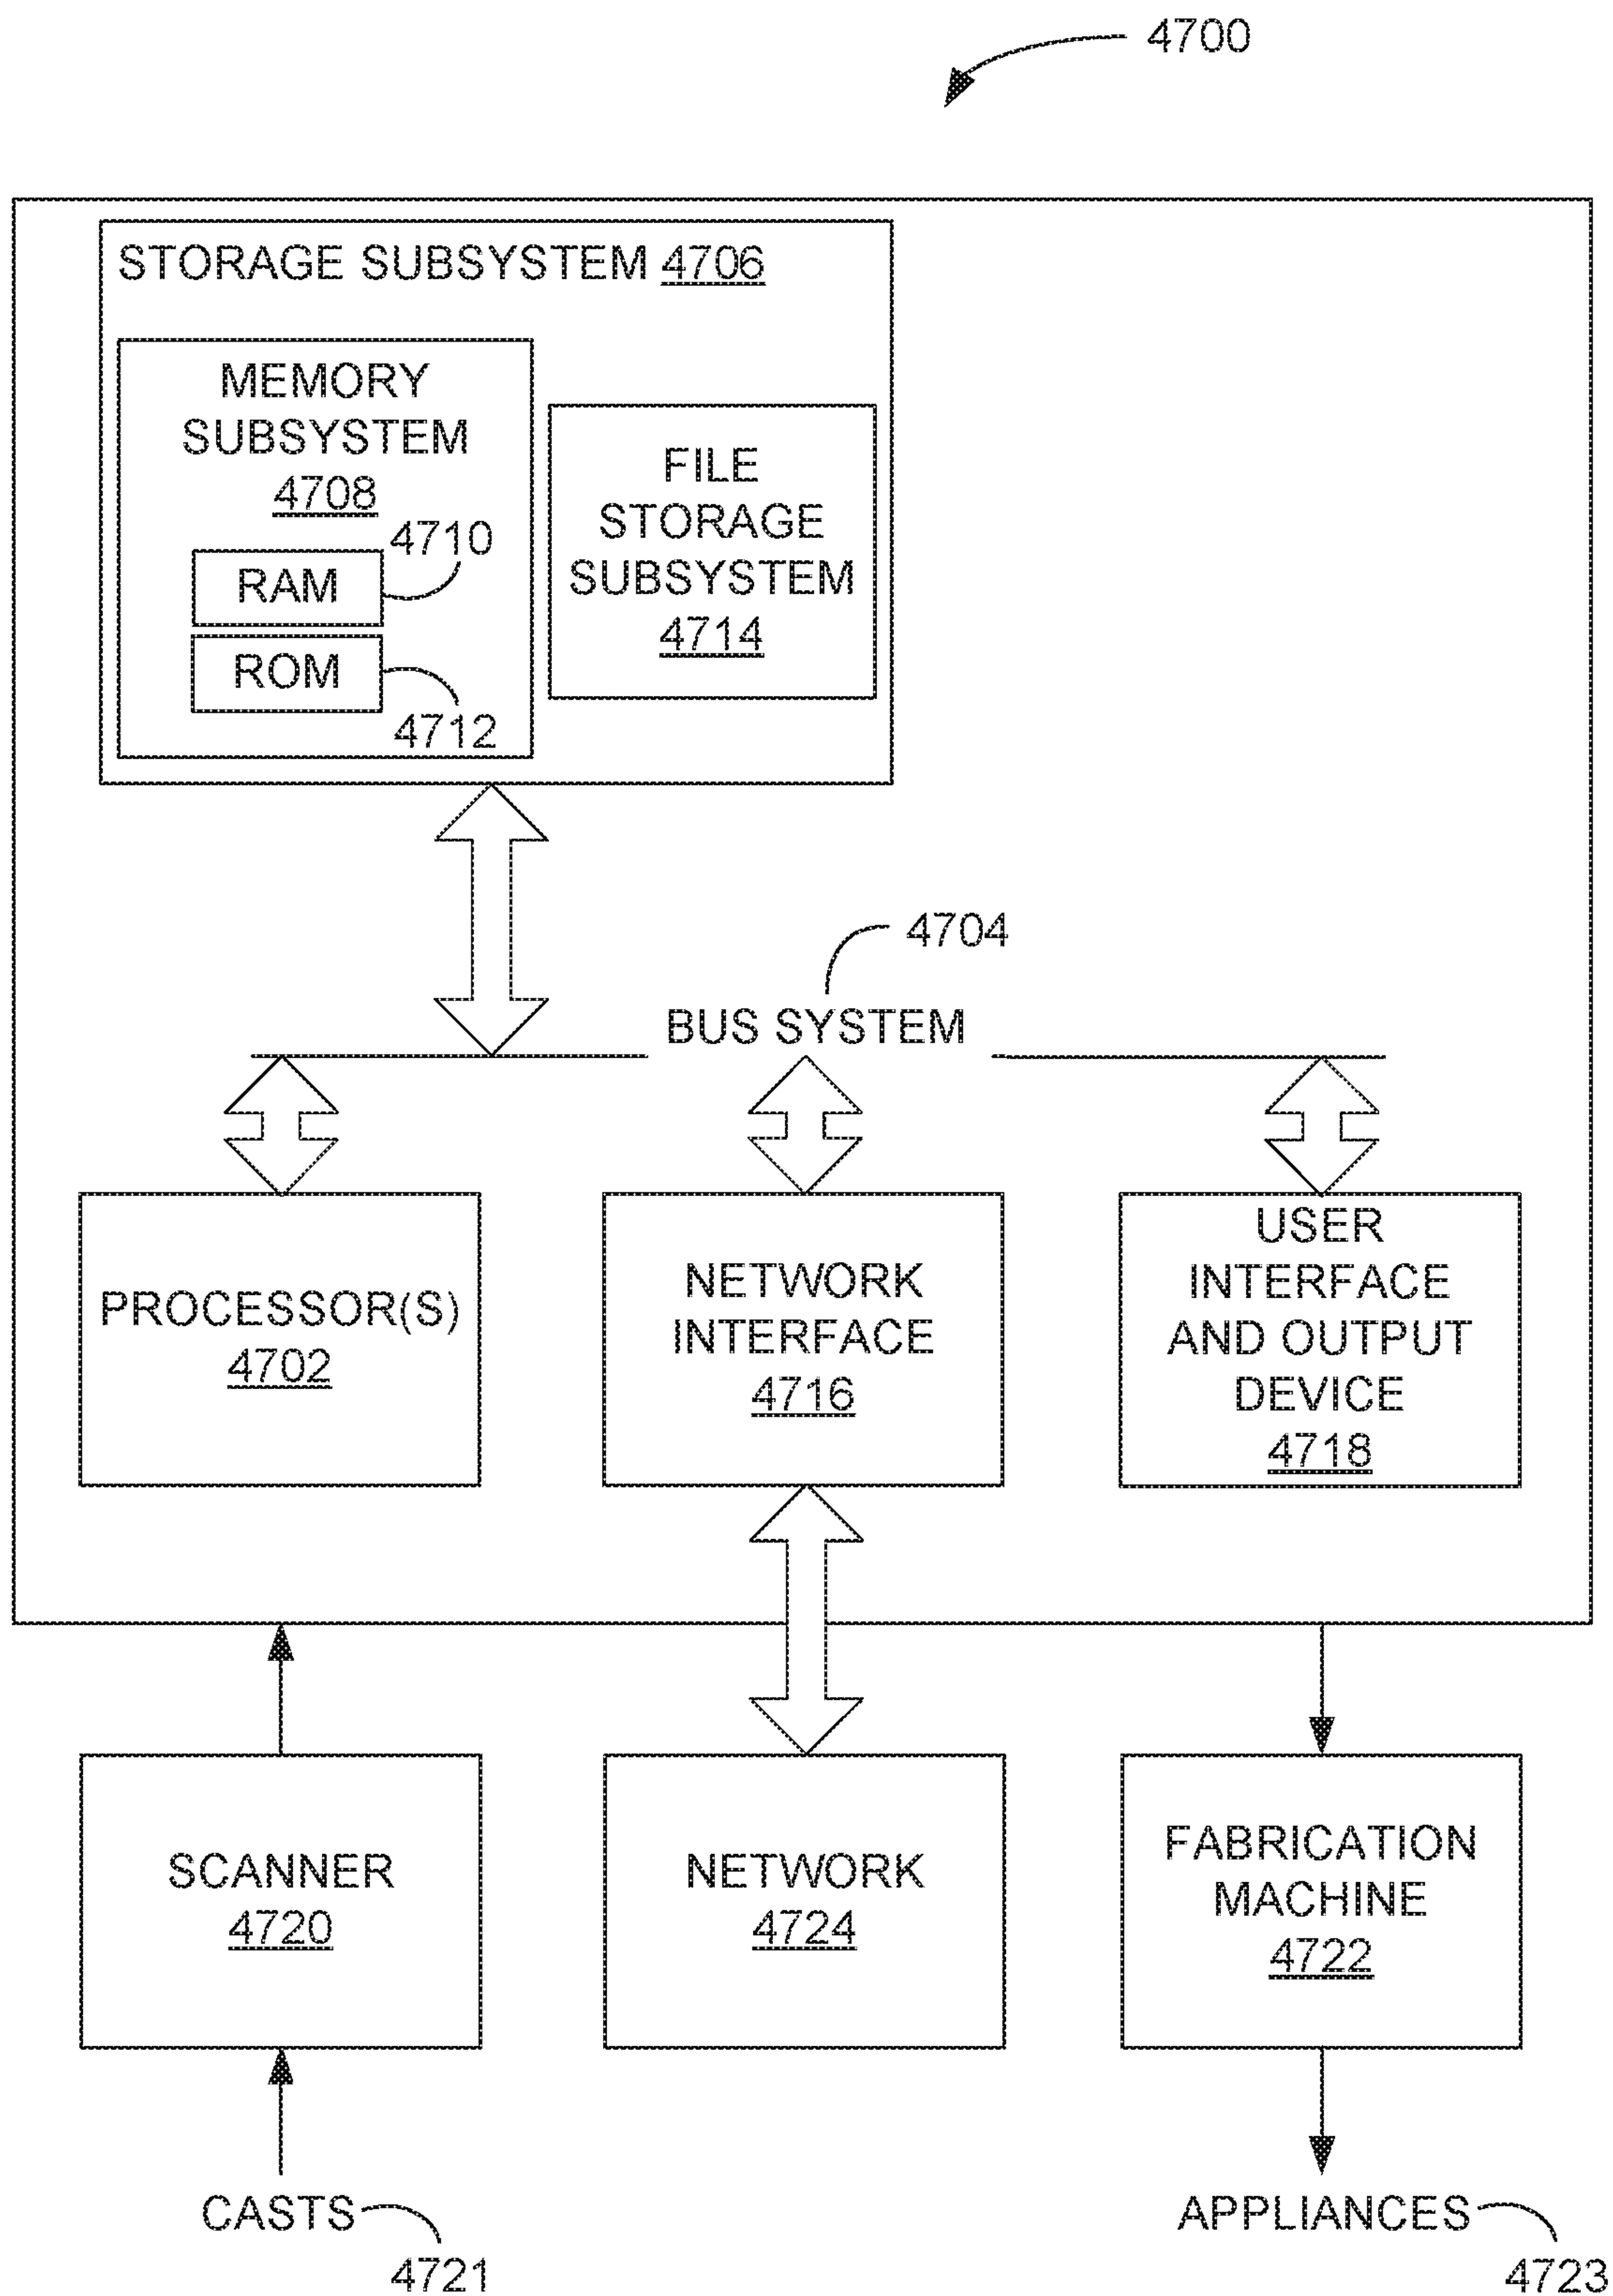 4700
STORAGE SUBSYSTEM 4706
MEMORY
SUBSYSTEM
4708
4710
RAM
ROM
4712
FILE
STORAGE
SUBSYSTEM
4714
4704
BUS SYSTEM
PROCESSOR(S)
4702
NETWORK
INTERFACE
4716
USER
INTERFACE
AND OUTPUT
DEVICE
4718
SCANNER
4720
NETWORK
4724
FABRICATION
MACHINE
4722
CASTS
4721
APPLIANCES
4723